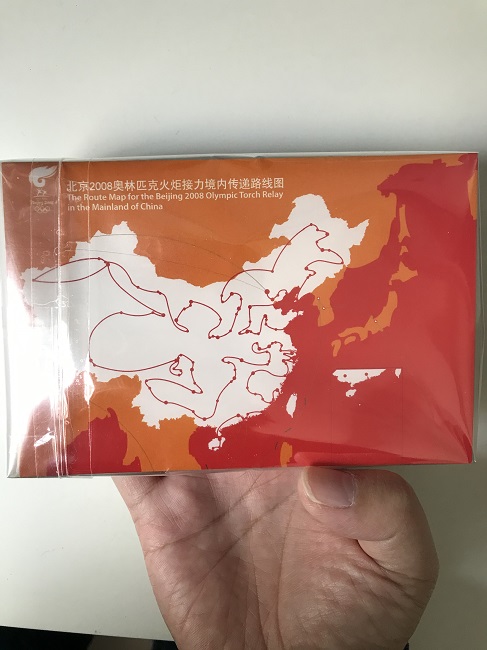 北京2008奥林匹克火炬接力境内传递路线图
The Route Map for the Beijing 2008 Olympic Torch Relay
in the Mainland of China